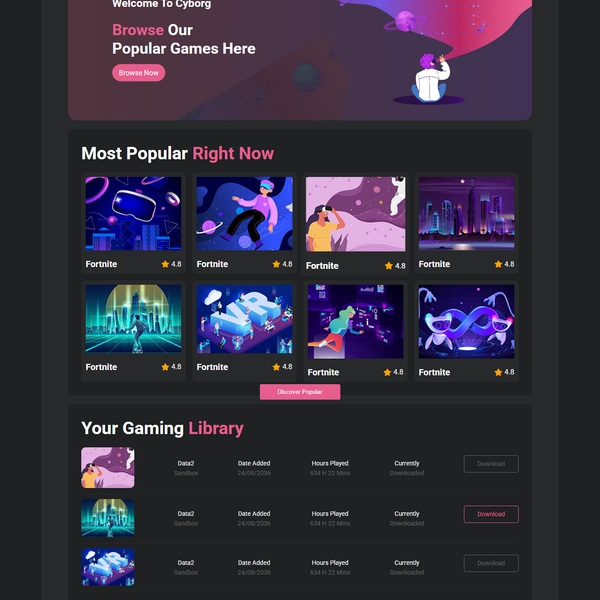 Welcome To Cyborg
Browse Our
Popular Games Here
Browse Now
Most Popular Right Now
Fortnite 4.8
Fortnite 4.8
Fortnite 4.8
Fortnite 4.8
VR
Fortnite 4.8
Fortnite 4.8
Fortnite 4.8
Fortnite 4.8
Discover Popular
Your Gaming Library
Data2 Date Added Hours Played Currently Download
Sandbox 24/08/2036 634 H 22 Mins Downloaded
Data2 Date Added Hours Played Currently Download
Sandbox 24/08/2036 634 H 22 Mins Downloaded
VR
Data2 Date Added Hours Played Currently Download
Sandbox 24/08/2036 634 H 22 Mins Downloaded